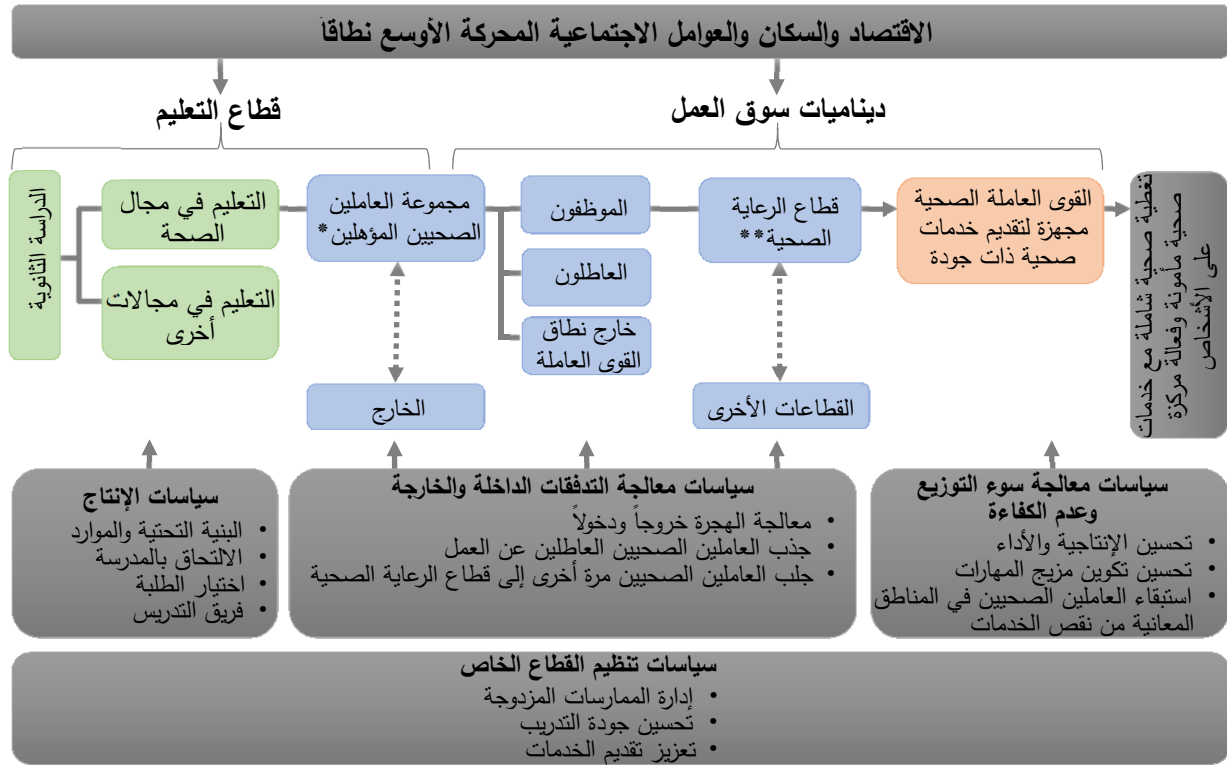 الاقتصاد والسكان والعوامل الاجتماعية المحركة الأوسع نطاقاً
قطاع التعليم
ديناميات سوق العمل
الدراسة الثانوية
التعليم في مجال
الصحة
التعليم في مجالات
أخرى
مجموعة العاملين
الصحيين المؤهلين*
الخارج
الموظفون
العاطلون
خارج نطاق
القوى العاملة
قطاع الرعاية
الصحية**
القطاعات الأخرى
القوى العاملة الصحية
مجهزة لتقديم خدمات
صحية ذات جودة
تغطية صحية شاملة مع خدمات
صحية مأمونة وفعالة مركزة
على الأشخاص
سياسات الإنتاج
• البنية التحتية والموارد
• الالتحاق بالمدرسة
• اختيار الطلبة
• فريق التدريس
سياسات معالجة التدفقات الداخلة والخارجة
• معالجة الهجرة خروجاً ودخولاً
• جذب العاملين الصحيين العاطلين عن العمل
• جلب العاملين الصحيين مرة أخرى إلى قطاع الرعاية الصحية
سياسات معالجة سوء التوزيع
وعدم الكفاءة
• تحسين الإنتاجية والأداء
• تحسين تكوين مزيج المهارات
• استبقاء العاملين الصحيين في المناطق
المعانية من نقص الخدمات
سياسات تنظيم القطاع الخاص
• إدارة الممارسات المزدوجة
• تحسين جودة التدريب
• تعزيز تقديم الخدمات